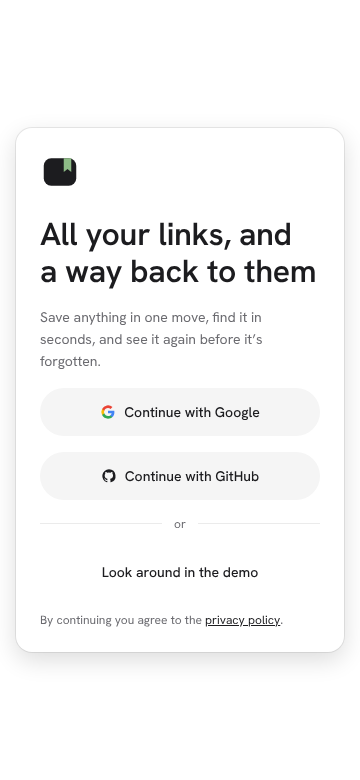 All your links, and
a way back to them
Save anything in one move, find it in
seconds, and see it again before it’s
forgotten.
Continue with Google
Continue with GitHub
or
Look around in the demo
By continuing you agree to the privacy policy.